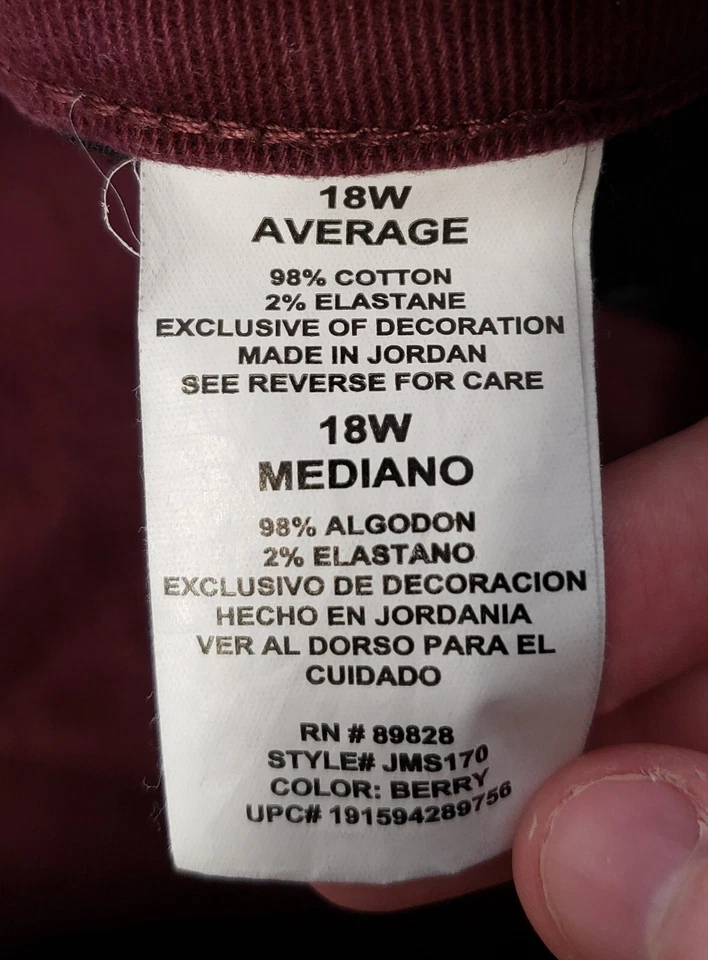 18W
AVERAGE
98% COTTON
2% ELASTANE
EXCLUSIVE OF DECORATION
MADE IN JORDAN
SEE REVERSE FOR CARE
18W
MEDIANO
98% ALGODON
2% ELASTANO
EXCLUSIVO DE DECORACION
HECHO EN JORDANIA
VER AL DORSO PARA EL
CUIDADO
RN # 89828
STYLE# JMS170
COLOR: BERRY
UPC# 191594289756